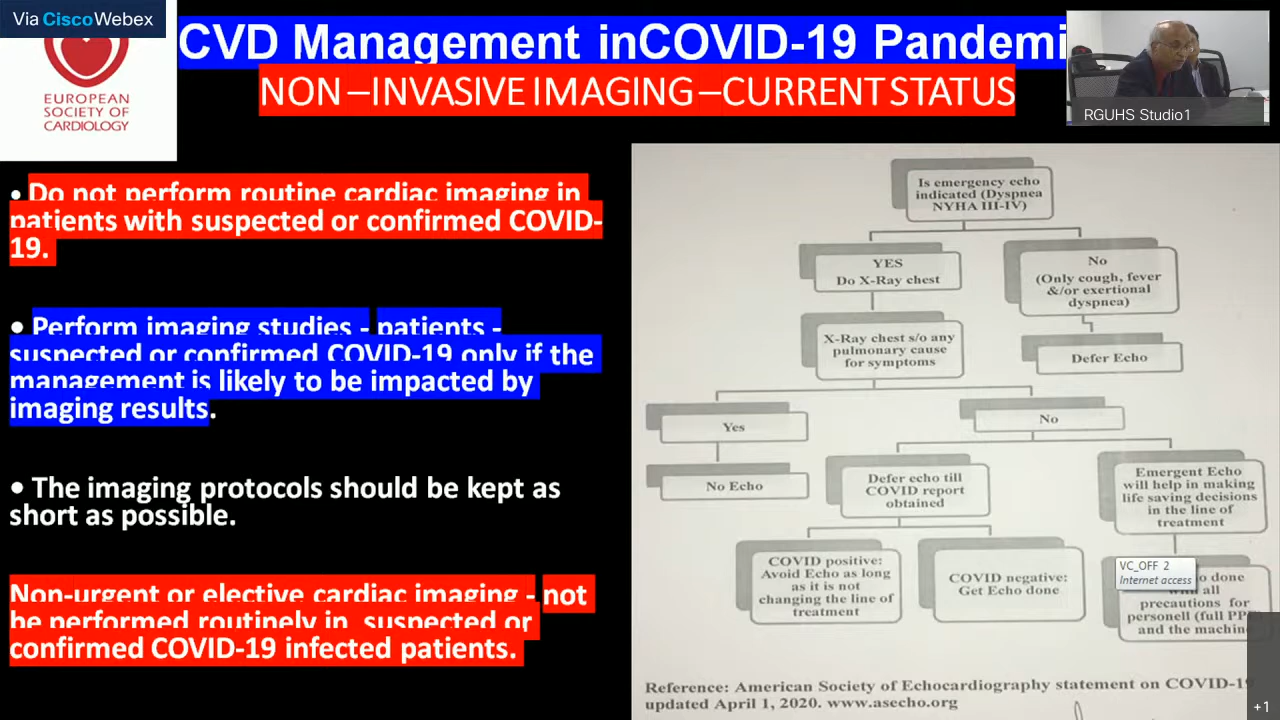 Via Cisco Webex
CVD Management inCOVID-19 Pandemi
NON –INVASIVE IMAGING –CURRENT STATUS
EUROPEAN
SOCIETY OF
CARDIOLOGY
RGUHS Studio1
• Do not perform routine cardiac imaging in
patients with suspected or confirmed COVID-
19.
• Perform imaging studies - patients -
suspected or confirmed COVID-19 only if the
management is likely to be impacted by
imaging results.
• The imaging protocols should be kept as
short as possible.
Non-urgent or elective cardiac imaging - not
be performed routinely in suspected or
confirmed COVID-19 infected patients.
Is emergency echo
indicated (Dyspnea
NYHA III-IV)
YES
Do X-Ray chest
No
(Only cough, fever
&/or exertional
dyspnea)
X-Ray chest s/o any
pulmonary cause
for symptoms
Defer Echo
Yes
No
No Echo
Defer echo till
COVID report
obtained
Emergent Echo
will help in making
life saving decisions
in the line of
treatment
COVID positive:
Avoid Echo as long
as it is not
changing the line of
treatment
COVID negative:
Get Echo done
VC_OFF 2
Internet access
done
all
precautions for
personell (full PPE)
and the machine
Reference: American Society of Echocardiography statement on COVID-19
updated April 1, 2020. www.asecho.org
+1